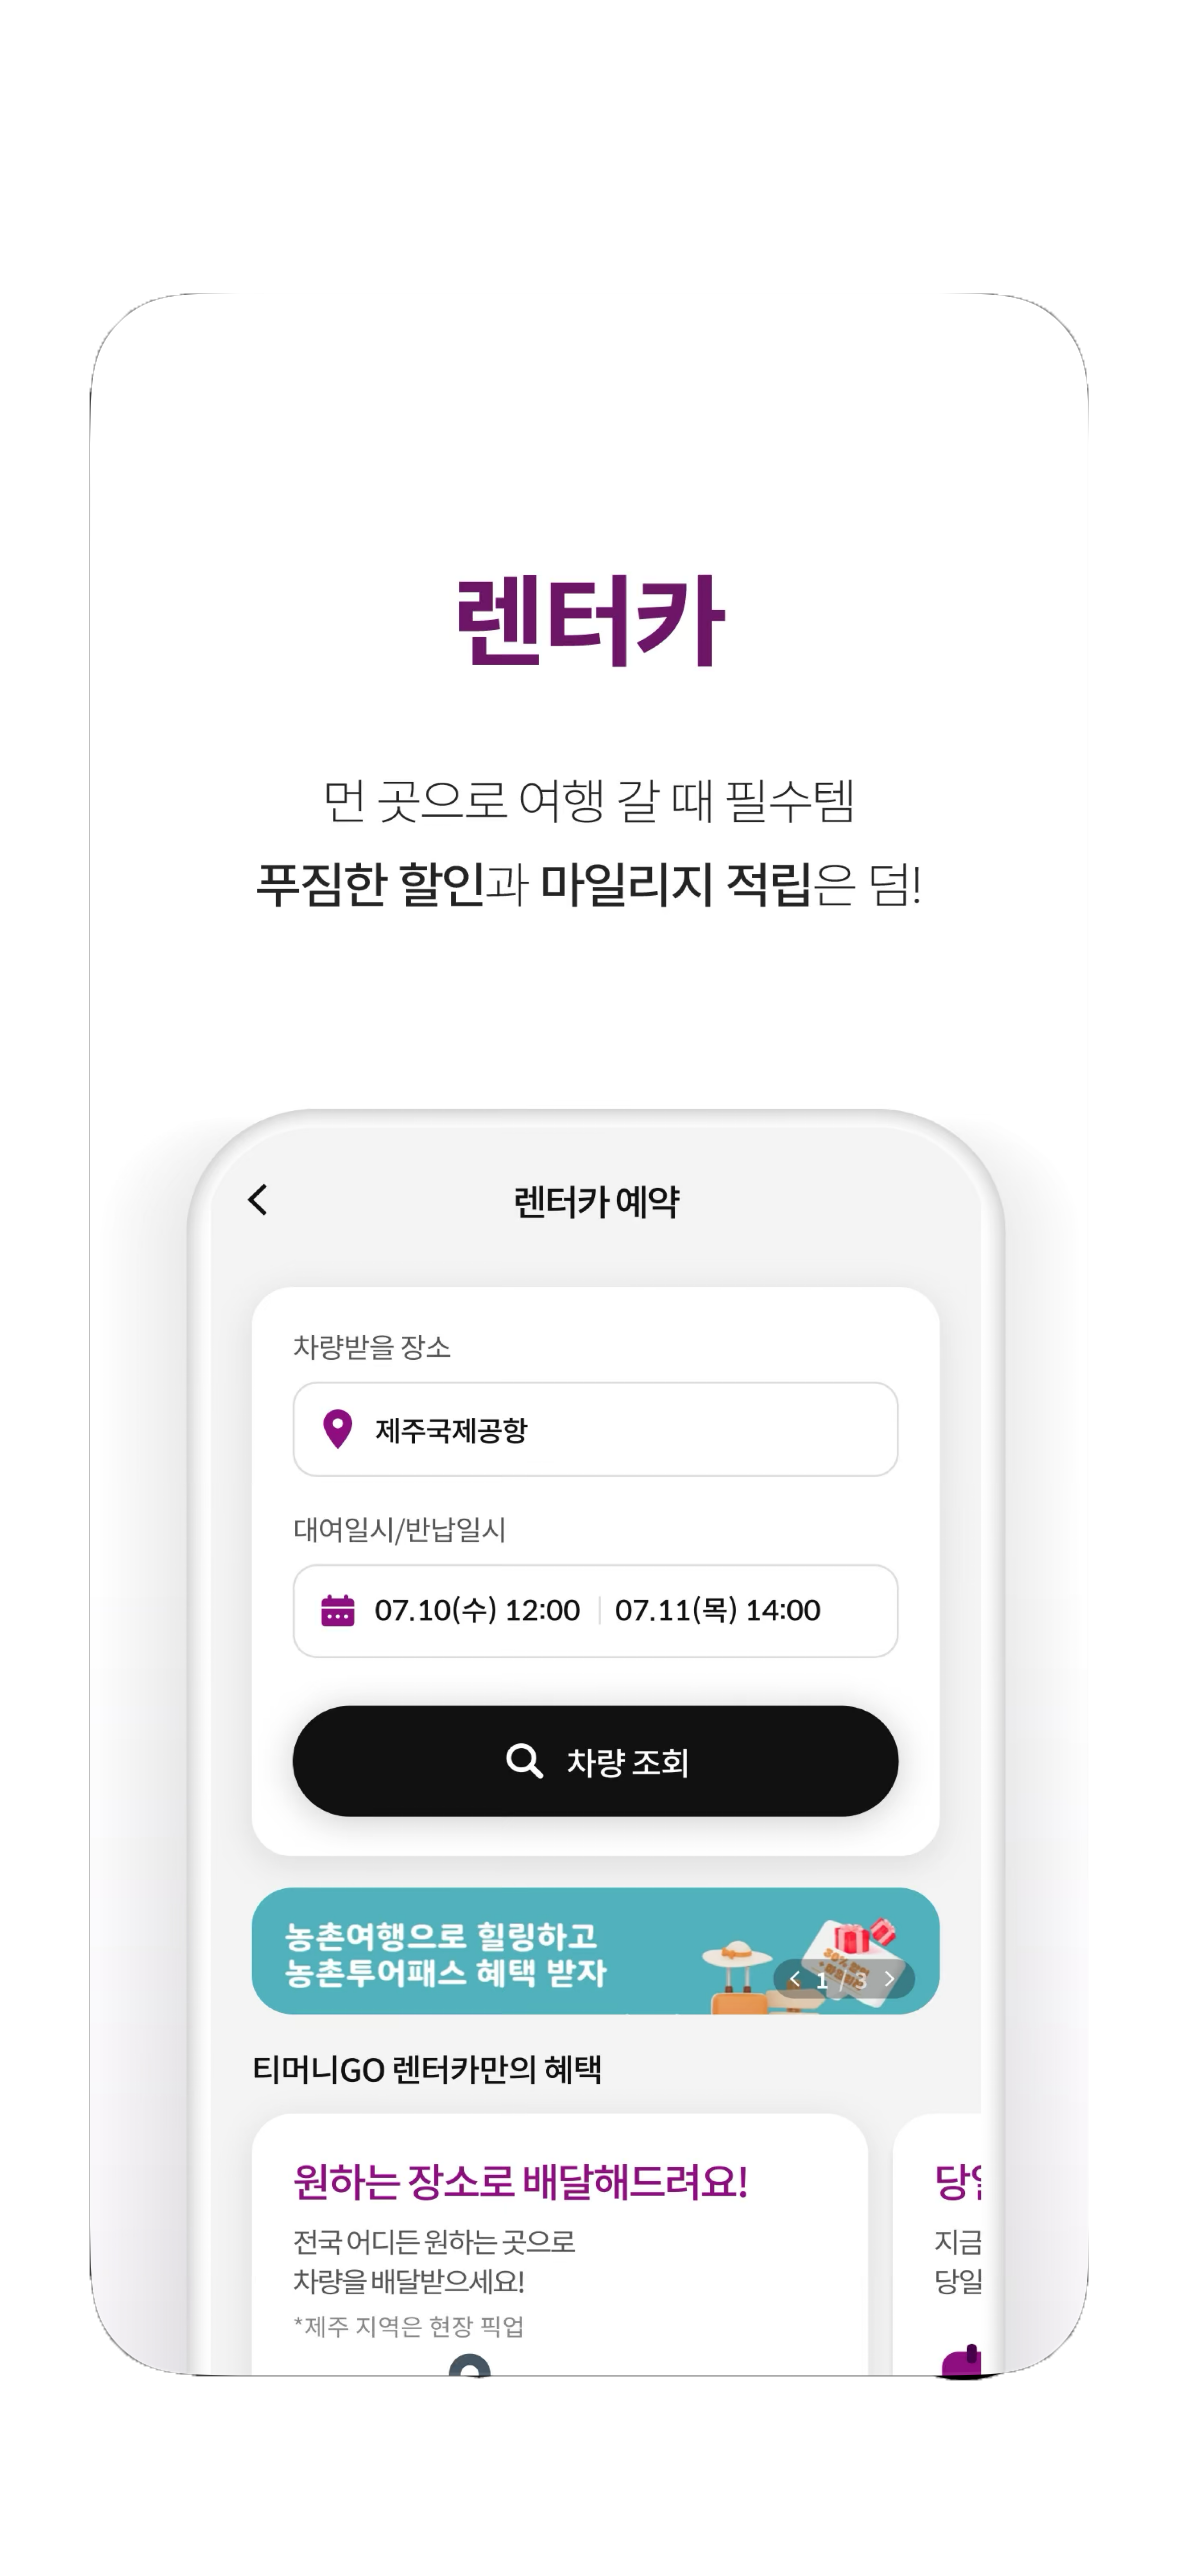 렌터카
먼 곳으로 여행 갈 때 필수템
푸짐한 할인과 마일리지 적립은 덤!
렌터카 예약
차량받을 장소
제주국제공항
대여일시/반납일시
07.10(수) 12:00 07.11(목) 14:00
차량 조회
농촌여행으로 힐링하고
농촌투어패스 혜택 받자
1 / 3
티머니GO 렌터카만의 혜택
원하는 장소로 배달해드려요!
전국 어디든 원하는 곳으로
차량을 배달받으세요!
*제주 지역은 현장 픽업
지금
당일